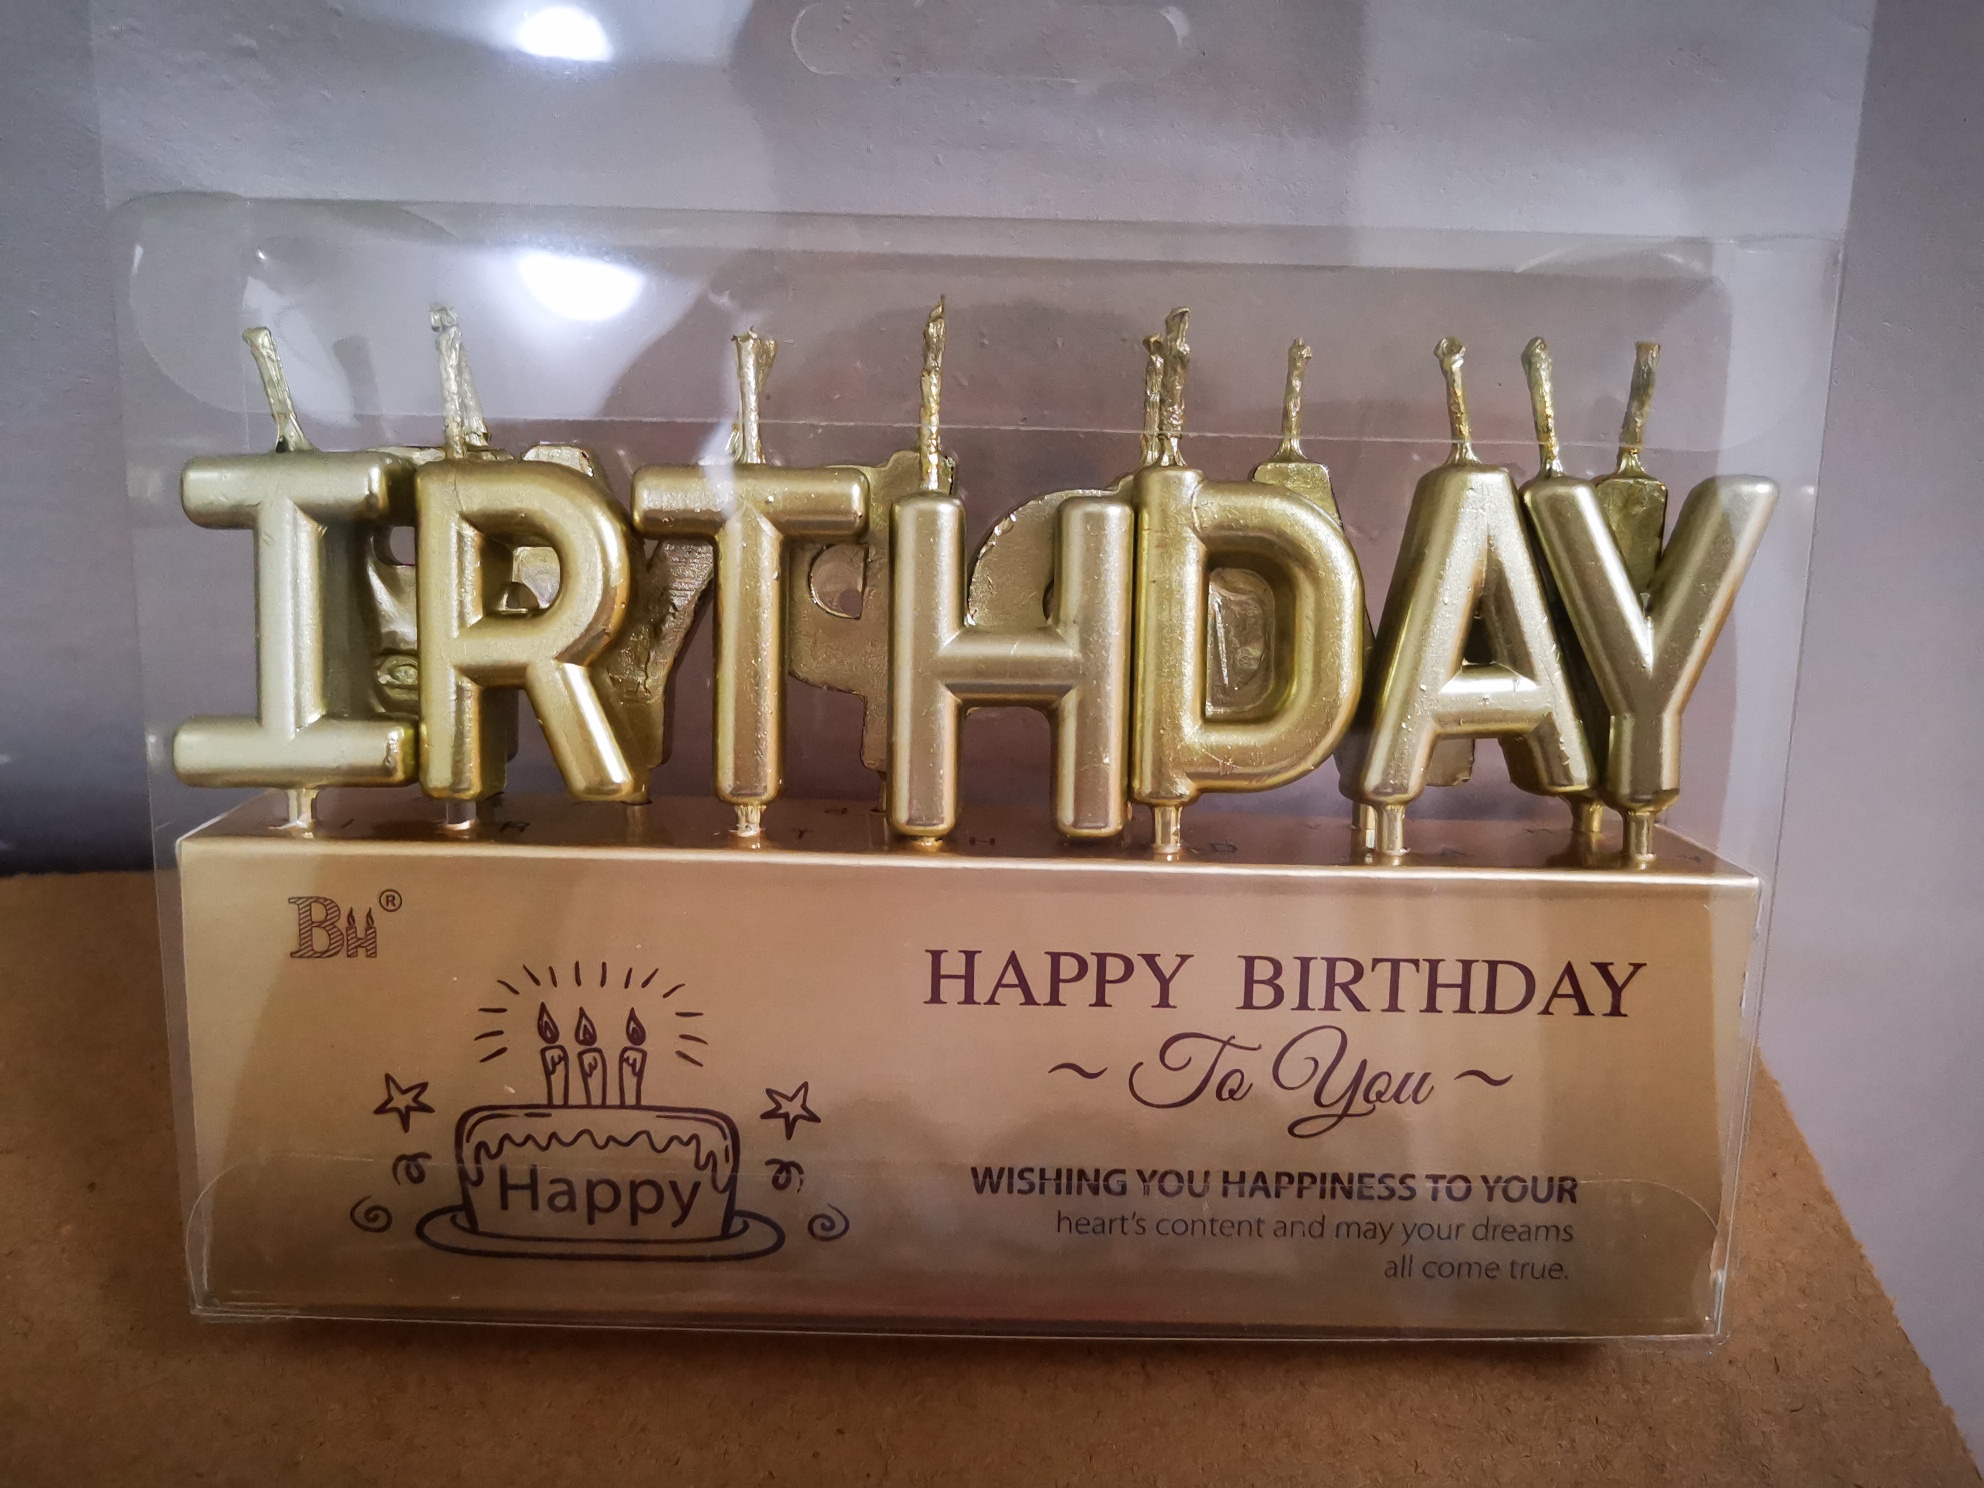 IRTHDAY
BH®
HAPPY BIRTHDAY
~ To You ~
Happy
WISHING YOU HAPPINESS TO YOUR
heart's content and may your dreams
all come true.